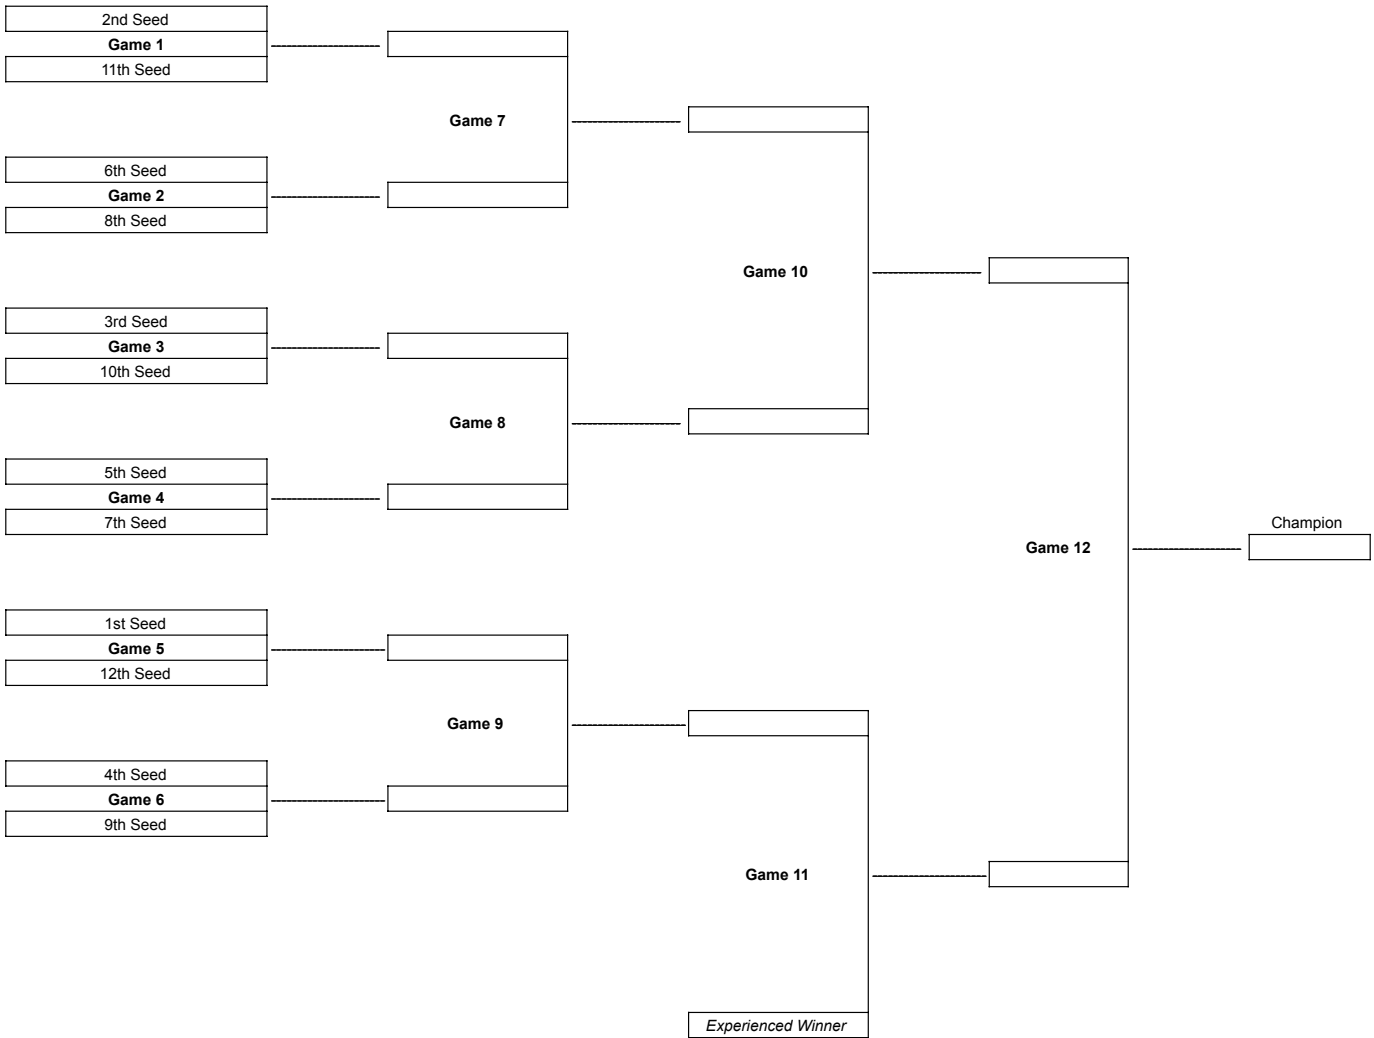 2nd Seed
Game 1
11th Seed
Game 7
6th Seed
Game 2
8th Seed
Game 10
3rd Seed
Game 3
10th Seed
Game 8
5th Seed
Game 4
7th Seed
Champion
Game 12
1st Seed
Game 5
12th Seed
Game 9
4th Seed
Game 6
9th Seed
Game 11
Experienced Winner